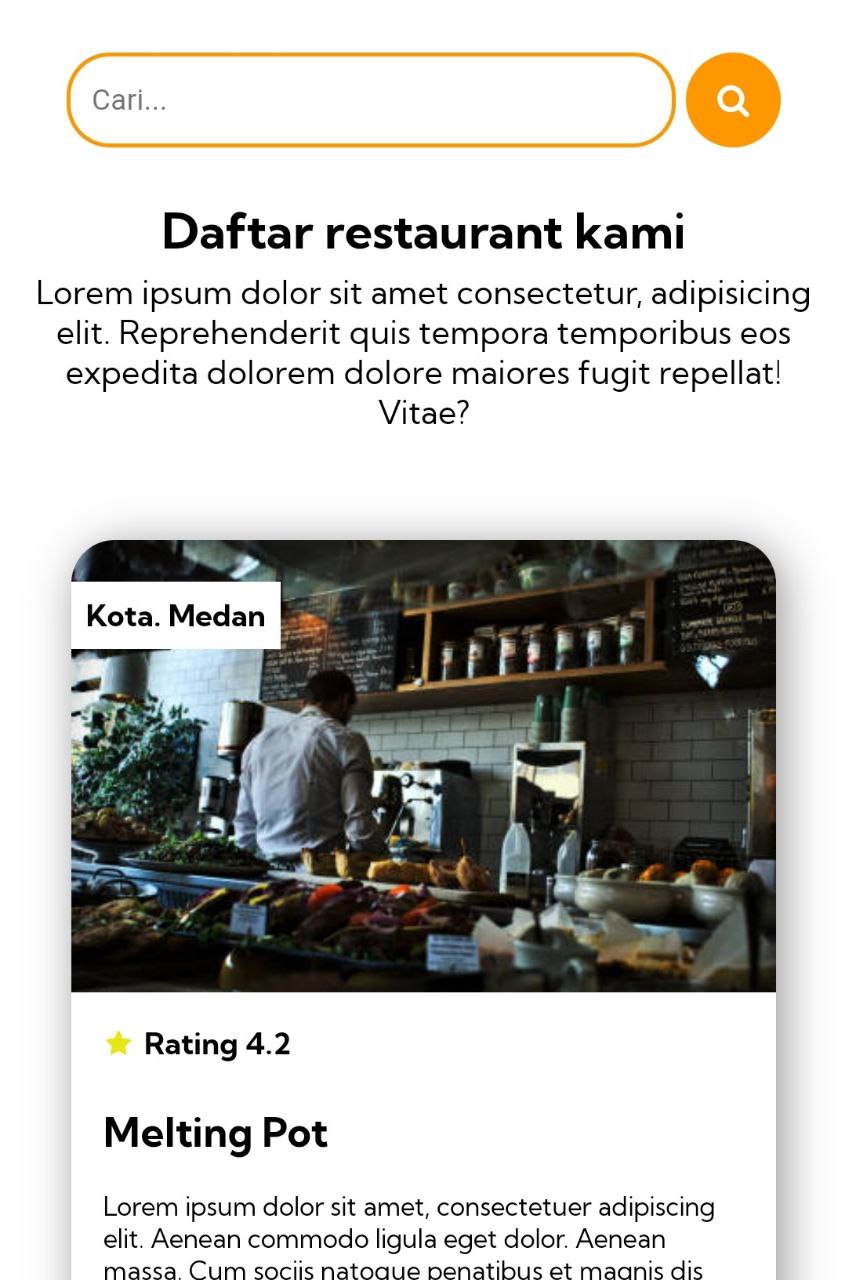 Cari...
Daftar restaurant kami
Lorem ipsum dolor sit amet consectetur, adipisicing
elit. Reprehenderit quis tempora temporibus eos
expedita dolorem dolore maiores fugit repellat!
Vitae?
Kota. Medan
Rating 4.2
Melting Pot
Lorem ipsum dolor sit amet, consectetuer adipiscing
elit. Aenean commodo ligula eget dolor. Aenean
massa. Cum sociis natoque penatibus et magnis dis